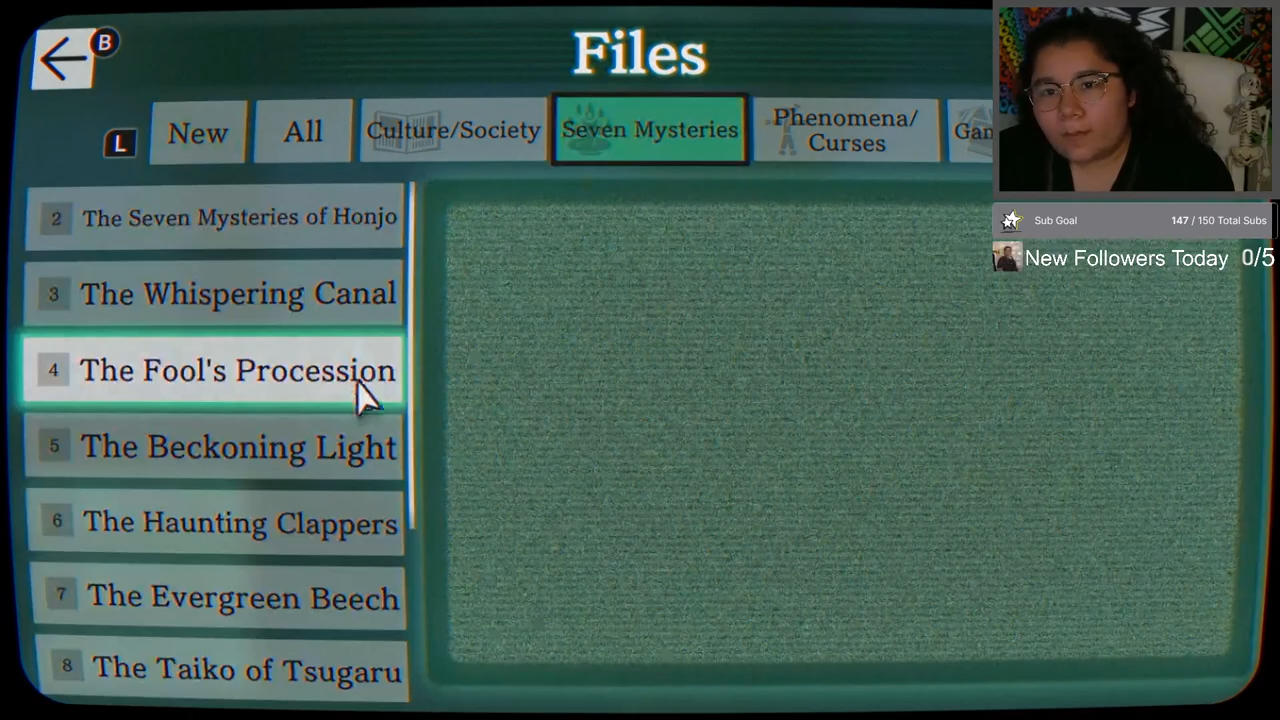 B
Files
L
New
All
Culture/Society
Seven Mysteries
Phenomena/
Curses
2 The Seven Mysteries of Honjo
3 The Whispering Canal
4 The Fool's Procession
5 The Beckoning Light
6 The Haunting Clappers
7 The Evergreen Beech
8 The Taiko of Tsugaru
Sub Goal 147 / 150 Total Subs
New Followers Today 0/5